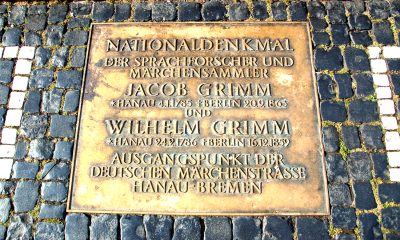 NATIONALDENKMAL
DER SPRACHFORSCHER UND
MÄRCHENSAMMLER
JACOB GRIMM
*HANAU 4.1.1785 †BERLIN 20.9.1863
UND
WILHELM GRIMM
*HANAU 24.2.1786 †BERLIN 16.12.1859
AUSGANGSPUNKT DER
DEUTSCHEN MÄRCHENSTRASSE
HANAU-BREMEN